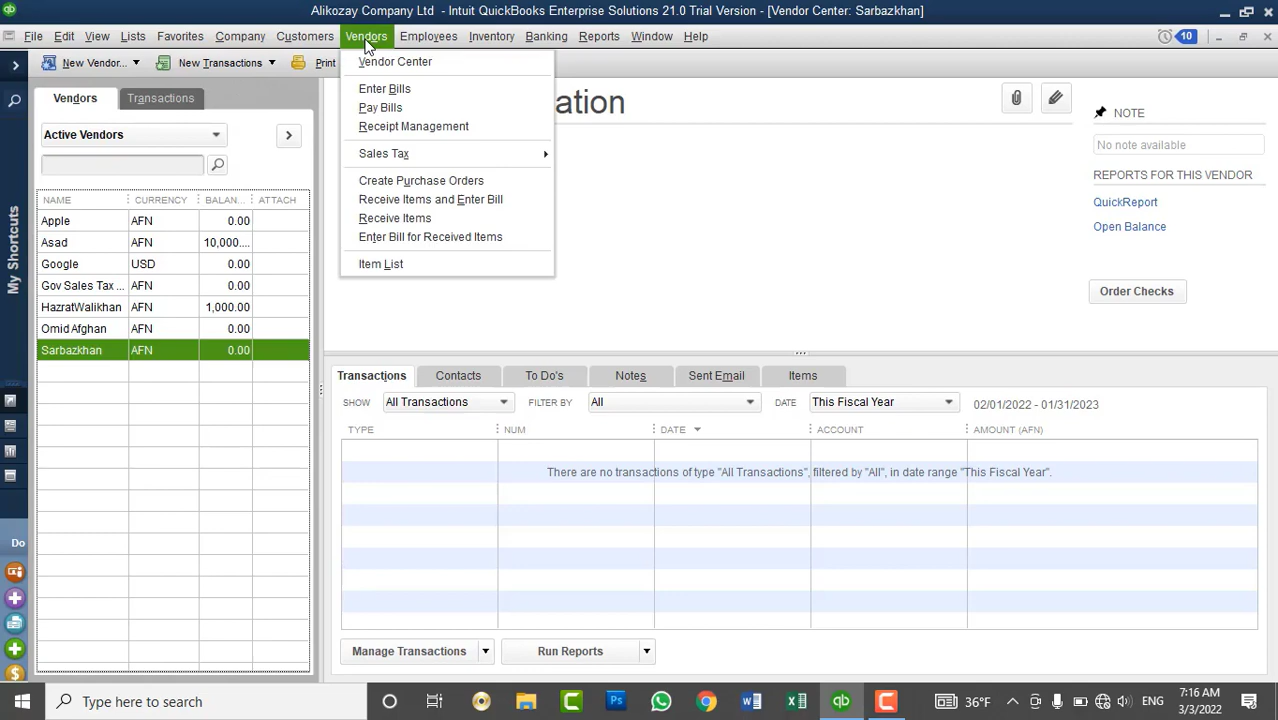 Alikozay Company Ltd - Intuit QuickBooks Enterprise Solutions 21.0 Trial Version - [Vendor Center: Sarbazkhan]
File Edit View Lists Favorites Company Customers Vendors Employees Inventory Banking Reports Window Help 10
New Vendor... New Transactions Print
Vendors Transactions
Active Vendors
NAME CURRENCY BALAN... ATTACH
Apple AFN 0.00
Asad AFN 10,000....
Google USD 0.00
Gov Sales Tax ... AFN 0.00
HazratWalikhan AFN 1,000.00
Omid Afghan AFN 0.00
Sarbazkhan AFN 0.00
My Shortcuts
Do
Vendor Center
Enter Bills
Pay Bills
Receipt Management
Sales Tax
Create Purchase Orders
Receive Items and Enter Bill
Receive Items
Enter Bill for Received Items
Item List
ation
NOTE
No note available
REPORTS FOR THIS VENDOR
QuickReport
Open Balance
Order Checks
Transactions Contacts To Do's Notes Sent Email Items
SHOW All Transactions FILTER BY All DATE This Fiscal Year 02/01/2022 - 01/31/2023
TYPE NUM DATE ACCOUNT AMOUNT (AFN)
There are no transactions of type "All Transactions", filtered by "All", in date range "This Fiscal Year".
Manage Transactions Run Reports
Type here to search
36°F ENG
7:16 AM
3/3/2022